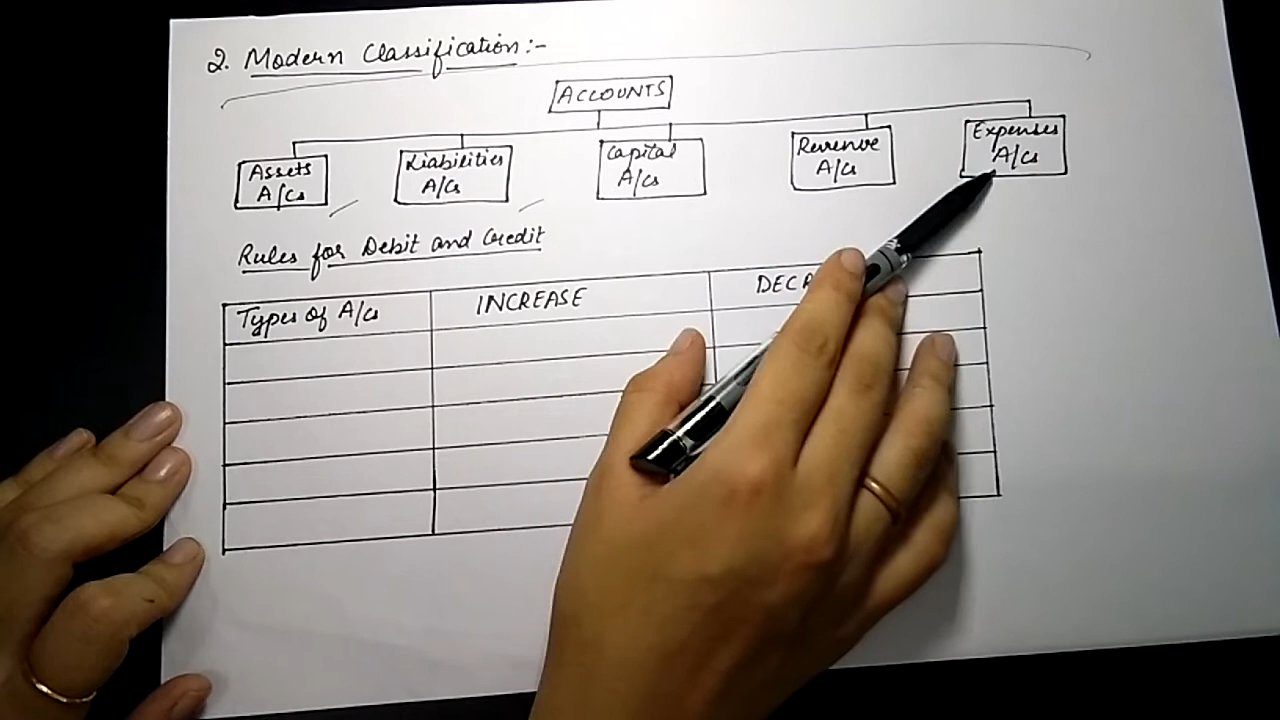 2. Modern Classification:-
ACCOUNTS
Assets
A/Cs
Liabilities
A/Cs
Capital
A/Cs
Revenue
A/Cs
Expenses
A/Cs
Rules for Debit and Credit
Types of A/Cs INCREASE DECR